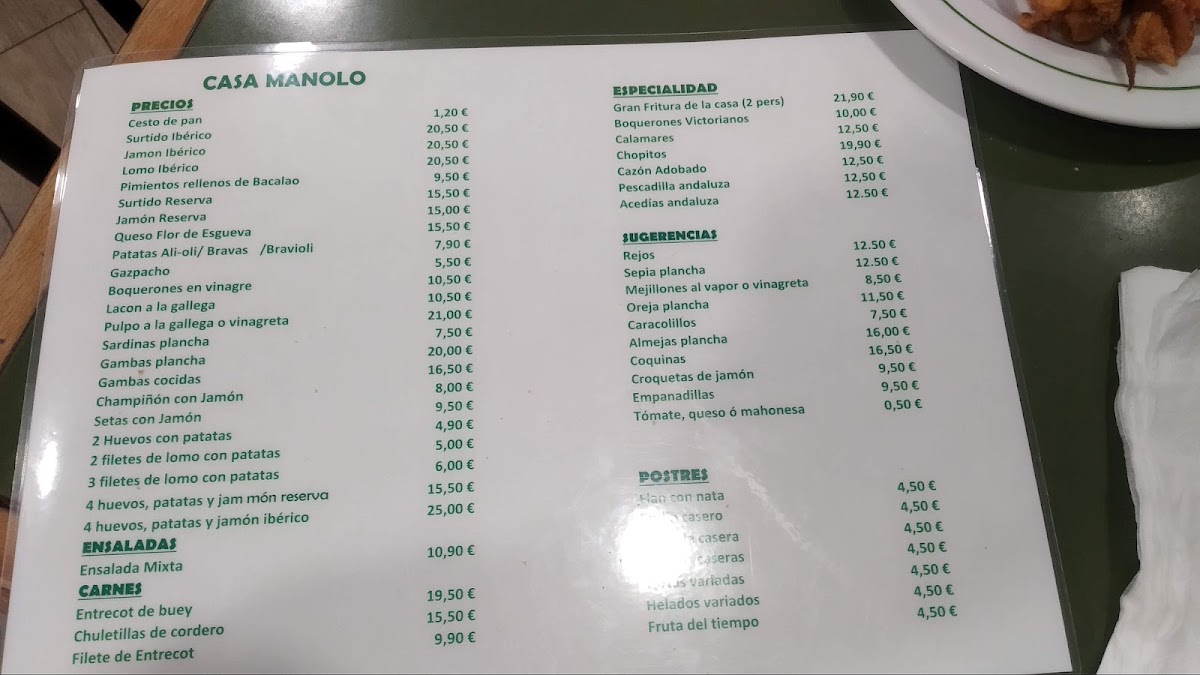 CASA MANOLO
PRECIOS
Cesto de pan 1,20 €
Surtido Ibérico 20,50 €
Jamon Ibérico 20,50 €
Lomo Ibérico 20,50 €
Pimientos rellenos de Bacalao 9,50 €
Surtido Reserva 15,50 €
Jamón Reserva 15,00 €
Queso Flor de Esgueva 15,50 €
Patatas Ali-oli/ Bravas /Bravioli 7,90 €
Gazpacho 5,50 €
Boquerones en vinagre 10,50 €
Lacon a la gallega 10,50 €
Pulpo a la gallega o vinagreta 21,00 €
Sardinas plancha 7,50 €
Gambas plancha 20,00 €
Gambas cocidas 16,50 €
Champiñón con Jamón 8,00 €
Setas con Jamón 9,50 €
2 Huevos con patatas 4,90 €
2 filetes de lomo con patatas 5,00 €
3 filetes de lomo con patatas 6,00 €
4 huevos, patatas y jam món reserva 15,50 €
4 huevos, patatas y jamón ibérico 25,00 €
ENSALADAS
Ensalada Mixta 10,90 €
CARNES
Entrecot de buey 19,50 €
Chuletillas de cordero 15,50 €
Filete de Entrecot 9,90 €
ESPECIALIDAD
Gran Fritura de la casa (2 pers) 21,90 €
Boquerones Victorianos 10,00 €
Calamares 12,50 €
Chopitos 19,90 €
Cazón Adobado 12,50 €
Pescadilla andaluza 12,50 €
Acedías andaluza 12.50 €
SUGERENCIAS
Rejos 12.50 €
Sepia plancha 12.50 €
Mejillones al vapor o vinagreta 8,50 €
Oreja plancha 11,50 €
Caracolillos 7,50 €
Almejas plancha 16,00 €
Coquinas 16,50 €
Croquetas de jamón 9,50 €
Empanadillas 9,50 €
Tómate, queso ó mahonesa 0,50 €
POSTRES
Flan con nata 4,50 €
casero 4,50 €
casera 4,50 €
caseras 4,50 €
variadas 4,50 €
Helados variados 4,50 €
Fruta del tiempo 4,50 €